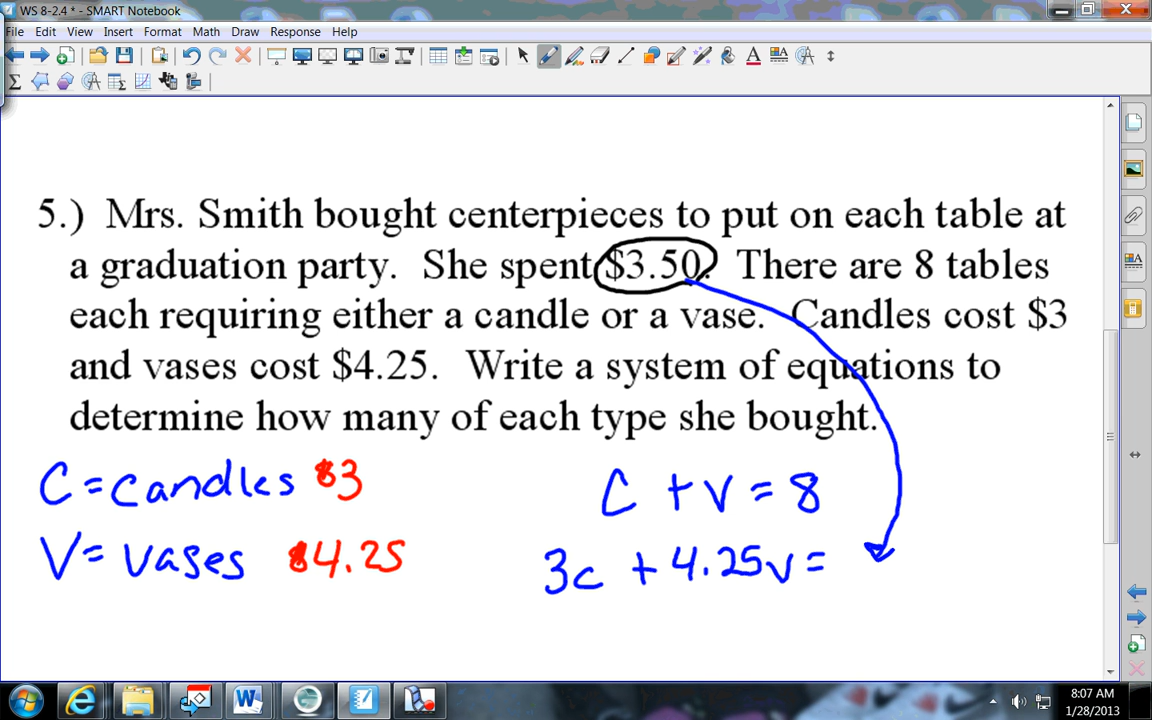 WS 8-2.4 * - SMART Notebook
File Edit View Insert Format Math Draw Response Help
5.) Mrs. Smith bought centerpieces to put on each table at
a graduation party. She spent $3.50. There are 8 tables
each requiring either a candle or a vase. Candles cost $3
and vases cost $4.25. Write a system of equations to
determine how many of each type she bought.
C = candles $3
C + V = 8
V = vases $4.25
3c + 4.25v =
8:07 AM
1/28/2013